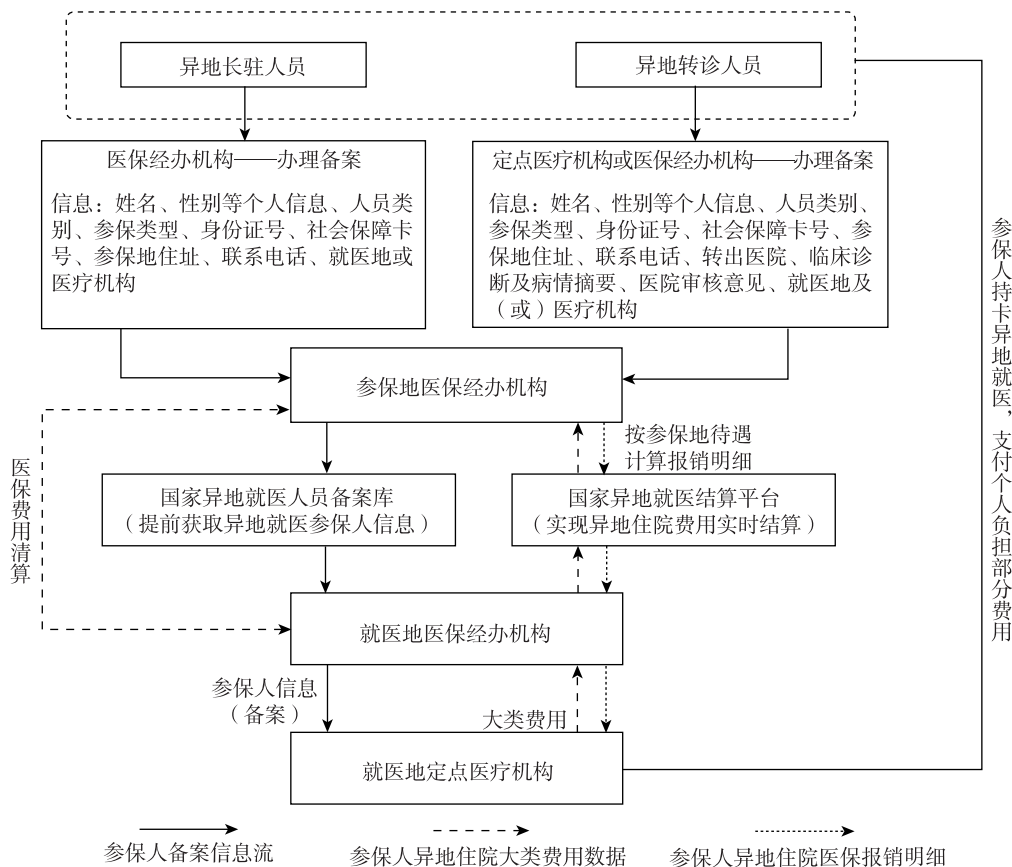 异地长驻人员
异地转诊人员
医保经办机构——办理备案
信息：姓名、性别等个人信息、人员类
别、参保类型、身份证号、社会保障卡
号、参保地住址、联系电话、就医地或
医疗机构
定点医疗机构或医保经办机构——办理备案
信息：姓名、性别等个人信息、人员类别、
参保类型、身份证号、社会保障卡号、参
保地住址、联系电话、转出医院、临床诊
断及病情摘要、医院审核意见、就医地及
（或）医疗机构
参保人持卡异地就医，支付个人负担部分费用
参保地医保经办机构
按参保地待遇
计算报销明细
医保费用清算
国家异地就医人员备案库
（提前获取异地就医参保人信息）
国家异地就医结算平台
（实现异地住院费用实时结算）
就医地医保经办机构
参保人信息
（备案）
大类费用
就医地定点医疗机构
参保人备案信息流
参保人异地住院大类费用数据
参保人异地住院医保报销明细